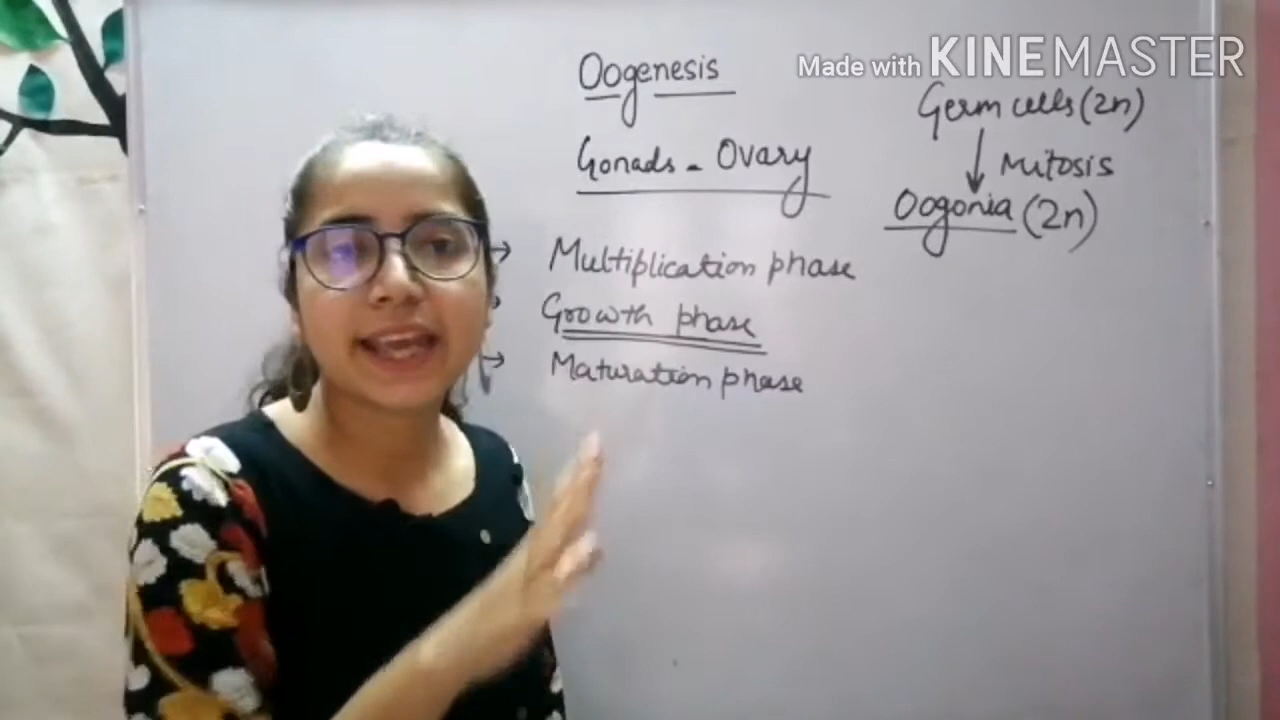 Made with KINEMASTER
Oogenesis
Gonads - Ovary
→ Multiplication phase
Growth phase
→ Maturation phase
Germ cells (2n)
↓ Mitosis
Oogonia (2n)